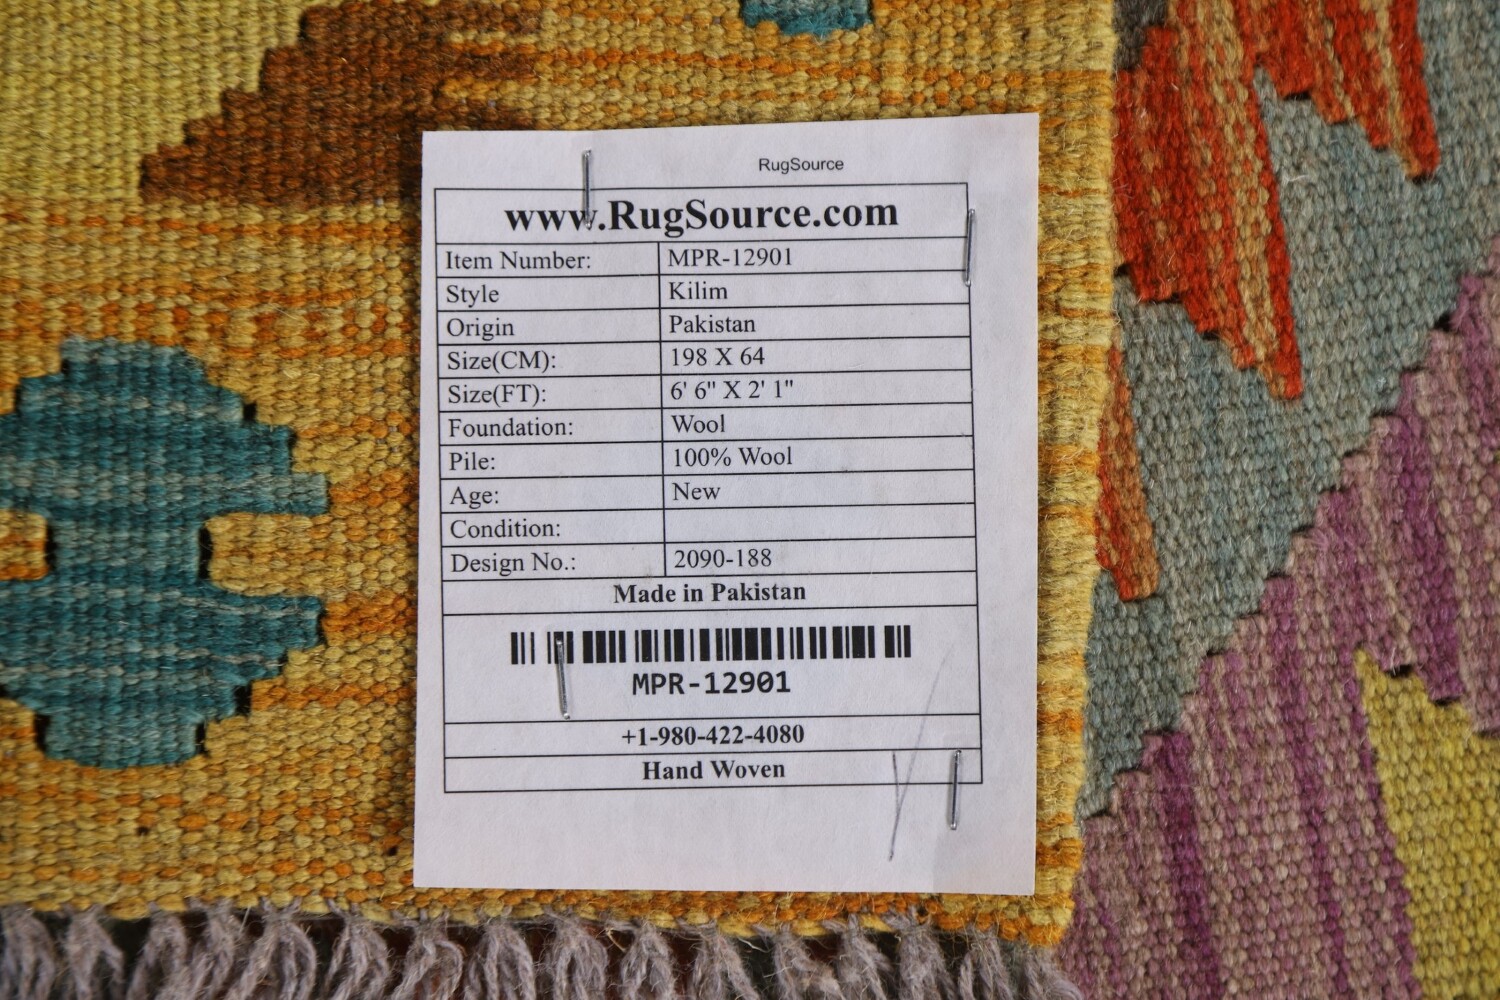 RugSource
www.RugSource.com
Item Number: MPR-12901
Style Kilim
Origin Pakistan
Size(CM): 198 X 64
Size(FT): 6' 6" X 2' 1"
Foundation: Wool
Pile: 100% Wool
Age: New
Condition:
Design No.: 2090-188
Made in Pakistan
MPR-12901
+1-980-422-4080
Hand Woven